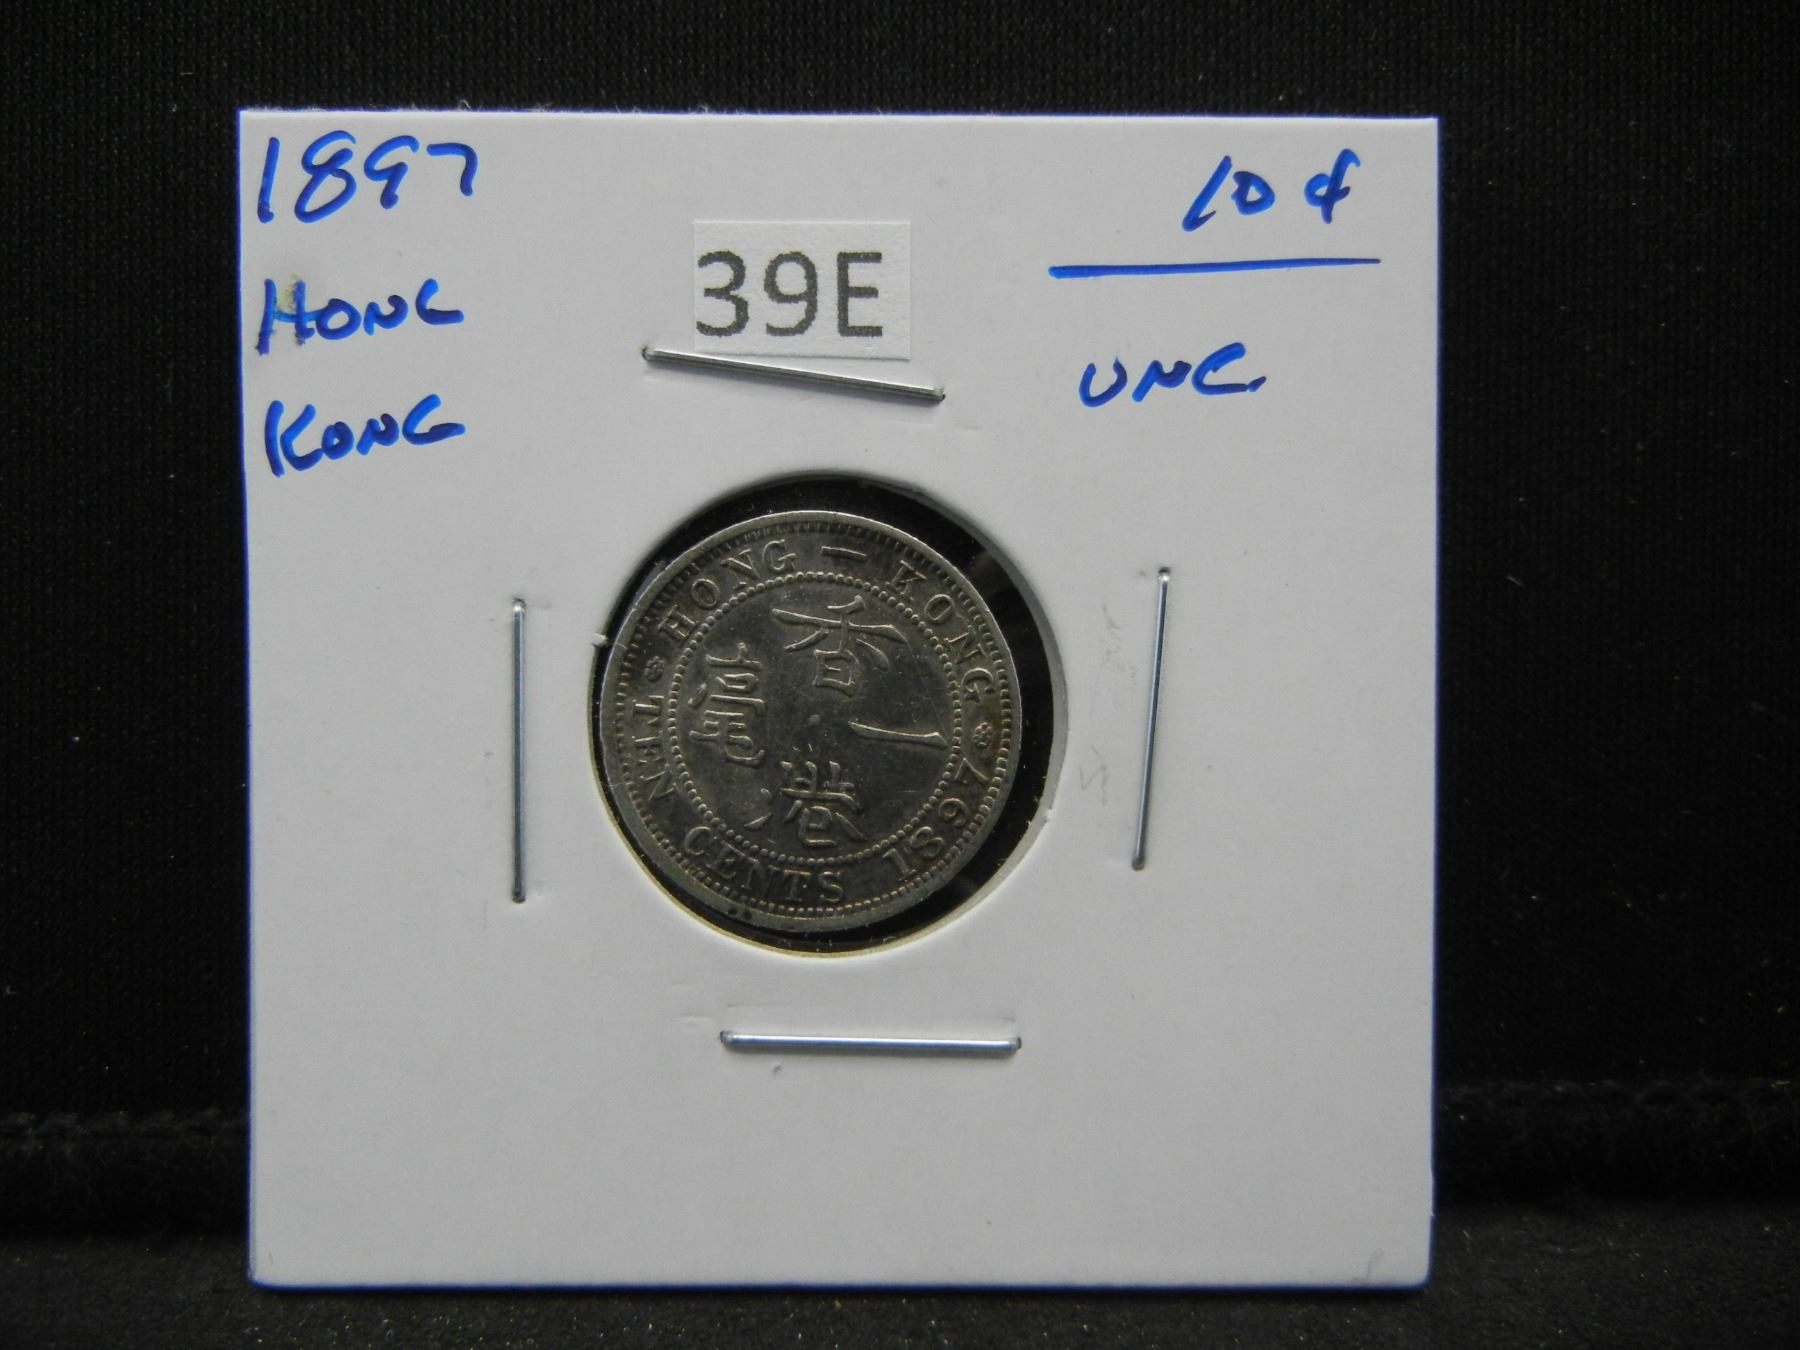 1897
HONG
KONG
39E
10 ¢
UNC.
HONG – KONG
香
一
港
毫
TEN CENTS 1897